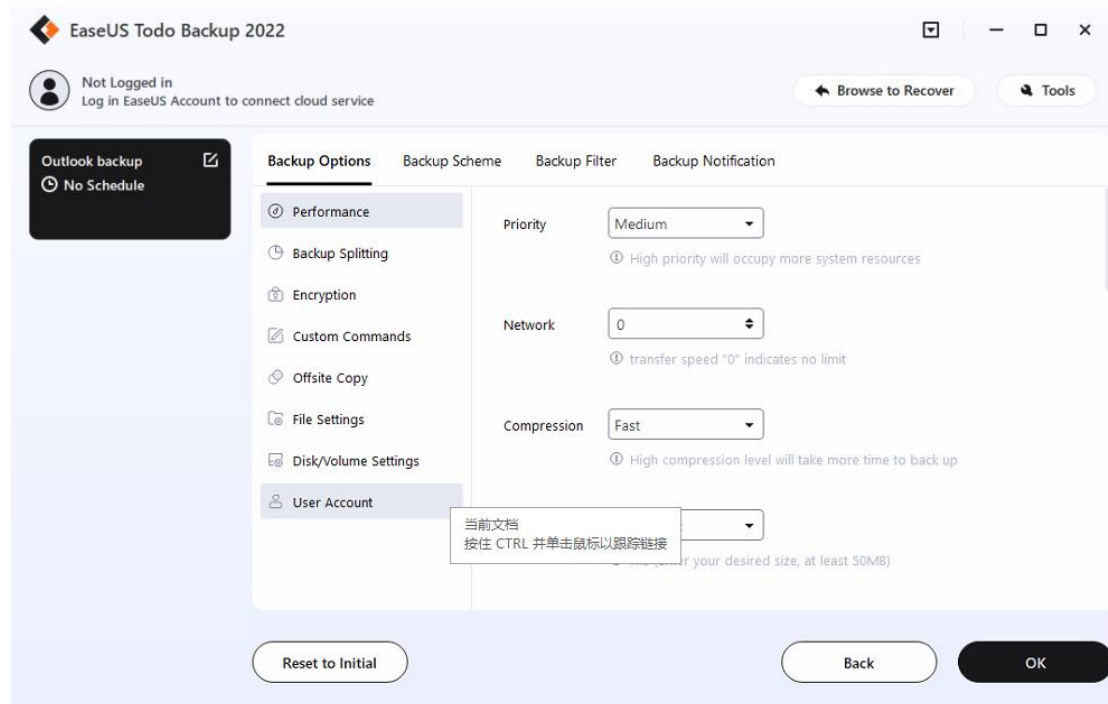 EaseUS Todo Backup 2022
Not Logged in
Log in EaseUS Account to connect cloud service
Browse to Recover
Tools
Outlook backup
No Schedule
Backup Options
Backup Scheme
Backup Filter
Backup Notification
Performance
Backup Splitting
Encryption
Custom Commands
Offsite Copy
File Settings
Disk/Volume Settings
User Account
Priority
Medium
High priority will occupy more system resources
Network
0
transfer speed "0" indicates no limit
Compression
Fast
High compression level will take more time to back up
当前文档
按住 CTRL 并单击鼠标以跟踪链接
your desired size, at least 50MB)
Reset to Initial
Back
OK